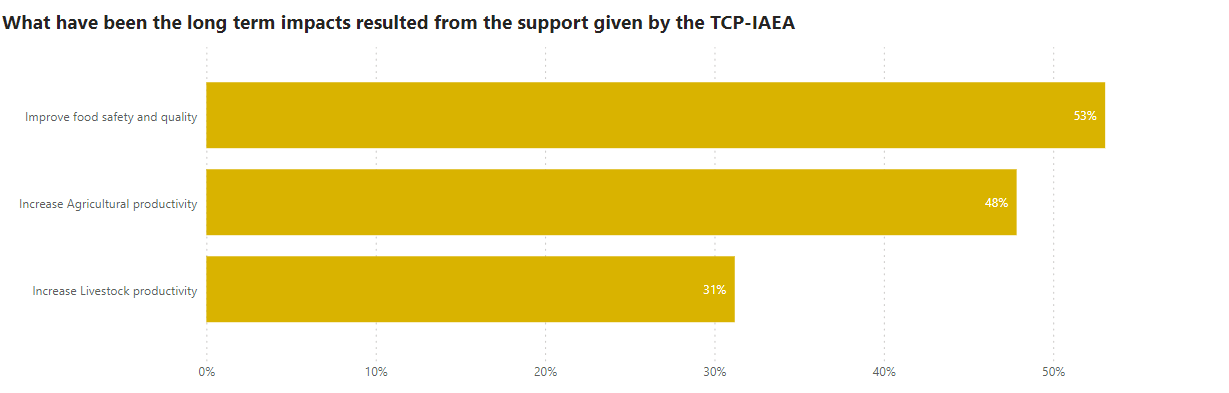 What have been the long term impacts resulted from the support given by the TCP-IAEA
Improve food safety and quality
53%
Increase Agricultural productivity
48%
Increase Livestock productivity
31%
0%
10%
20%
30%
40%
50%